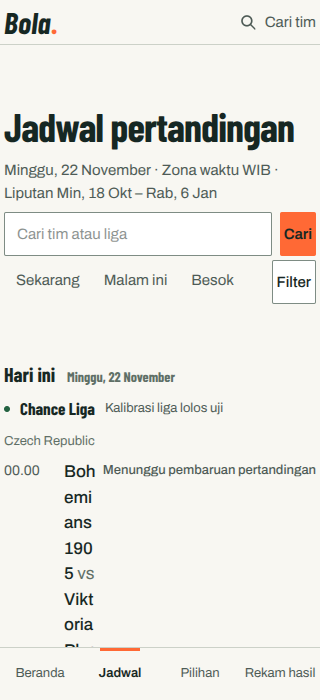 Bola.
Cari tim
Jadwal pertandingan
Minggu, 22 November · Zona waktu WIB ·
Liputan Min, 18 Okt – Rab, 6 Jan
Cari tim atau liga
Cari
Sekarang
Malam ini
Besok
Filter
Hari ini
Minggu, 22 November
Chance Liga
Kalibrasi liga lolos uji
Czech Republic
00.00
Boh
emi
ans
190
5 vs
Vikt
oria
Menunggu pembaruan pertandingan
Beranda
Jadwal
Pilihan
Rekam hasil